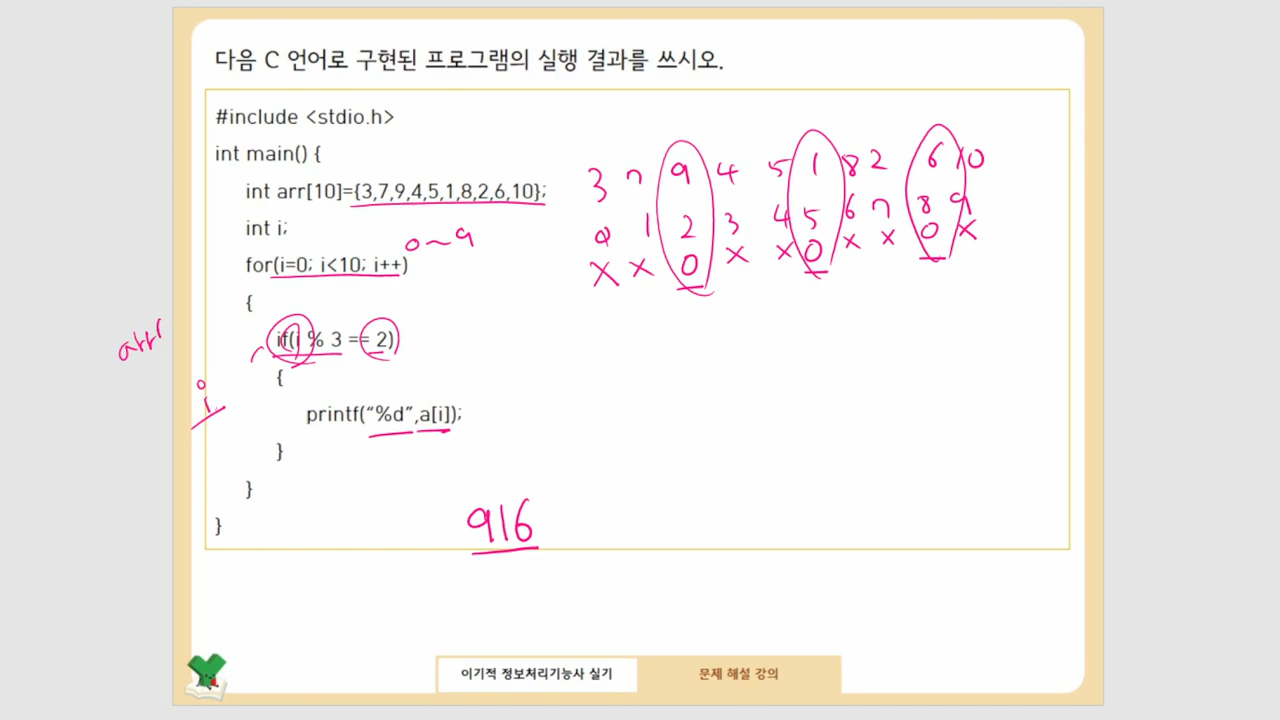 다음 C 언어로 구현된 프로그램의 실행 결과를 쓰시오.
#include <stdio.h>
int main() {
int arr[10]={3,7,9,4,5,1,8,2,6,10};
int i;
0~9
for(i=0; i<10; i++)
{
if(i % 3 == 2)
{
printf("%d",a[i]);
}
}
}
3 7 9 4 5 1 8 2 6 10
0 1 2 3 4 5 6 7 8 9
X X O X X O X X O X
arr
i
916
이기적 정보처리기능사 실기
문제 해설 강의